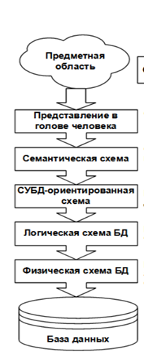 Предметная
область
Представление в
голове человека
Семантическая схема
СУБД-ориентированная
схема
Логическая схема БД
Физическая схема БД
База данных